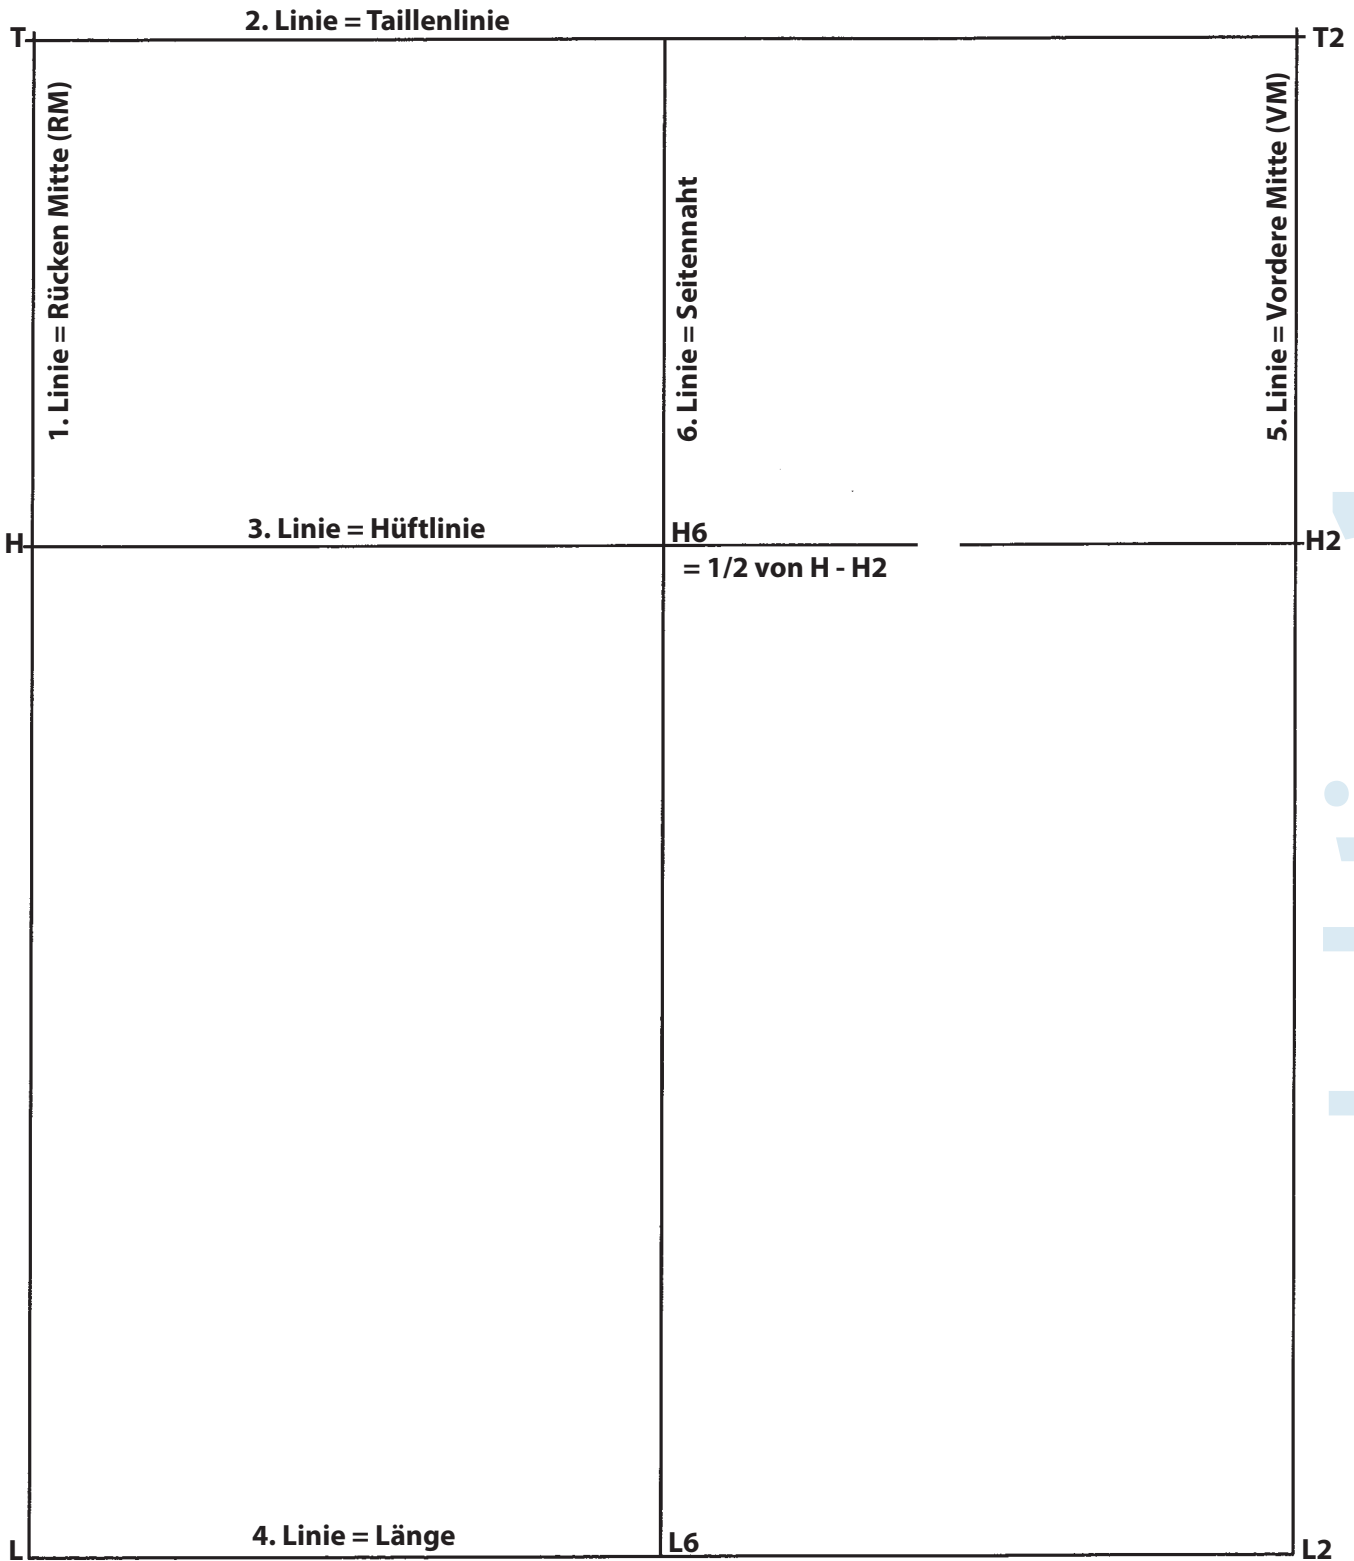 2. Linie = Taillenlinie
T
T2
1. Linie = Rücken Mitte (RM)
6. Linie = Seitennaht
5. Linie = Vordere Mitte (VM)
3. Linie = Hüftlinie
H
H6
H2
= 1/2 von H - H2
4. Linie = Länge
L
L6
L2